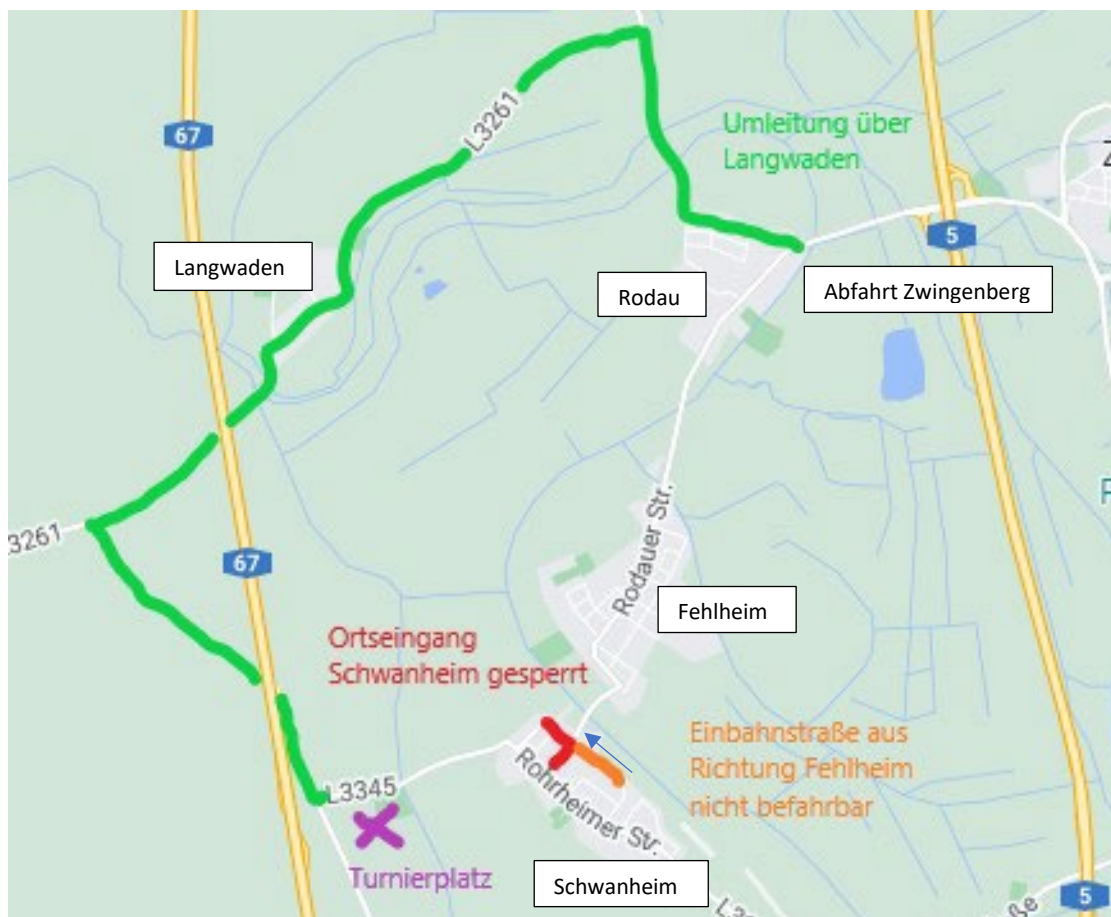 67
L3261
Umleitung über
Langwaden
Z
5
Langwaden
Rodau
Abfahrt Zwingenberg
3261
67
Rodauer Str.
F
Fehlheim
Ortseingang
Schwanheim gesperrt
Einbahnstraße aus
Richtung Fehlheim
nicht befahrbar
Rohrheimer Str.
L3345
Turnierplatz
Schwanheim
5